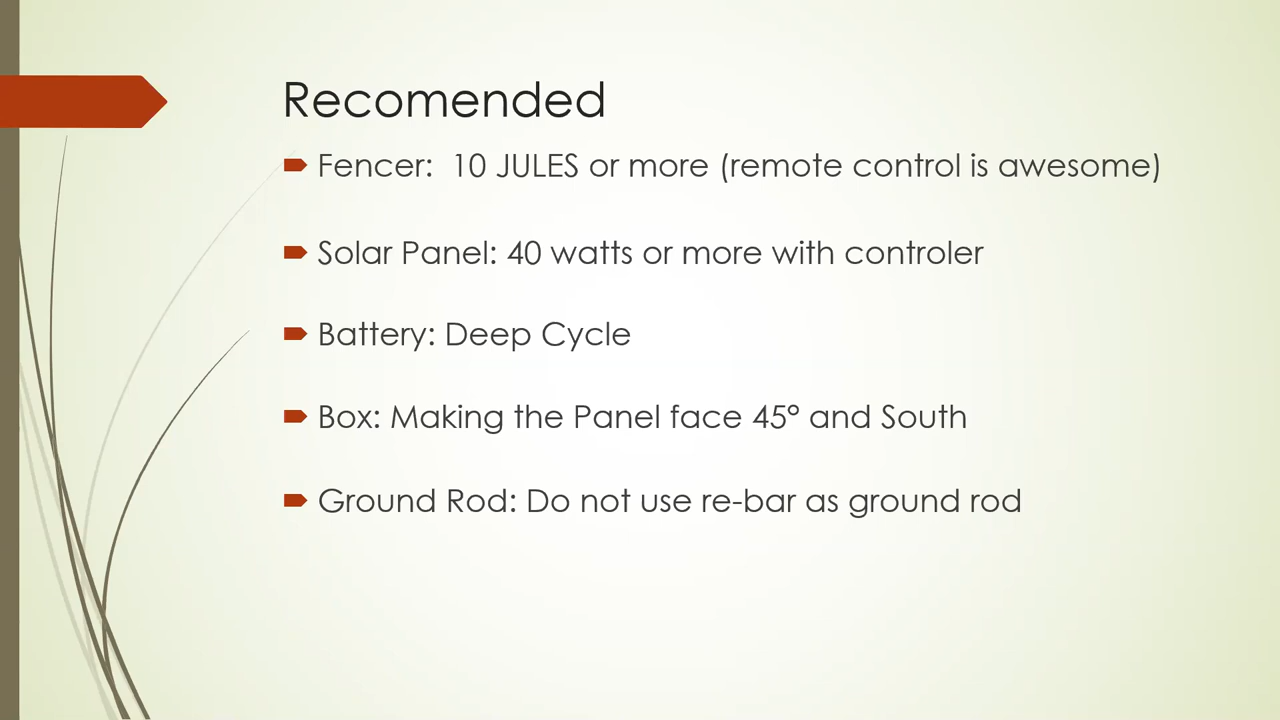 Recomended
Fencer: 10 JULES or more (remote control is awesome)
Solar Panel: 40 watts or more with controler
Battery: Deep Cycle
Box: Making the Panel face 45° and South
Ground Rod: Do not use re-bar as ground rod